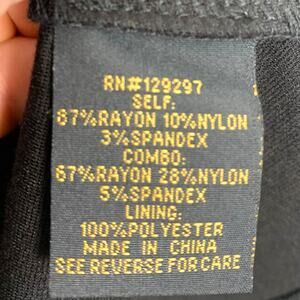 RN#129297
SELF:
87%RAYON 10%NYLON
3%SPANDEX
COMBO:
67%RAYON 28%NYLON
5%SPANDEX
LINING:
100%POLYESTER
MADE IN CHINA
SEE REVERSE FOR CARE